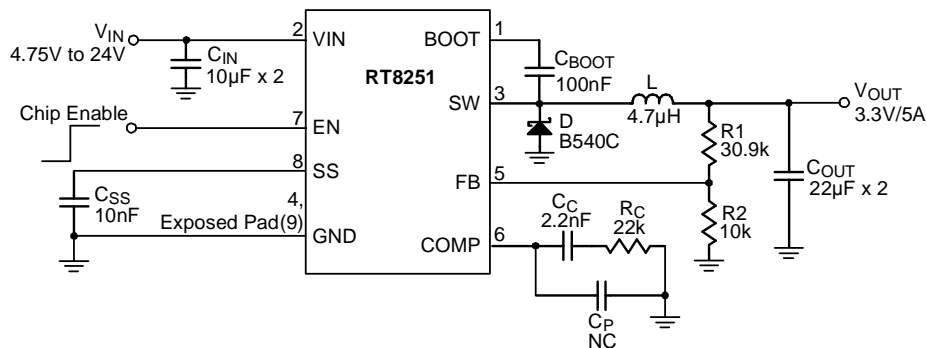 VIN
4.75V to 24V
CIN
10µF x 2
2
VIN
RT8251
BOOT
1
CBOOT
100nF
SW
3
L
4.7µH
VOUT
3.3V/5A
D
B540C
R1
30.9k
COUT
22µF x 2
Chip Enable
7
EN
8
SS
CSS
10nF
4,
Exposed Pad(9)
GND
FB
5
R2
10k
COMP
6
CC
2.2nF
RC
22k
CP
NC